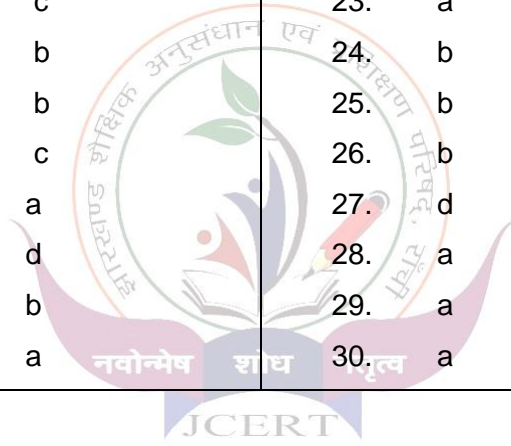 c 23. a
b 24. b
b 25. b
c 26. b
a 27. d
d 28. a
b 29. a
a 30. a
झारखण्ड शैक्षिक अनुसंधान एवं प्रशिक्षण परिषद्, राँची
नवोन्मेष शोध
JCERT